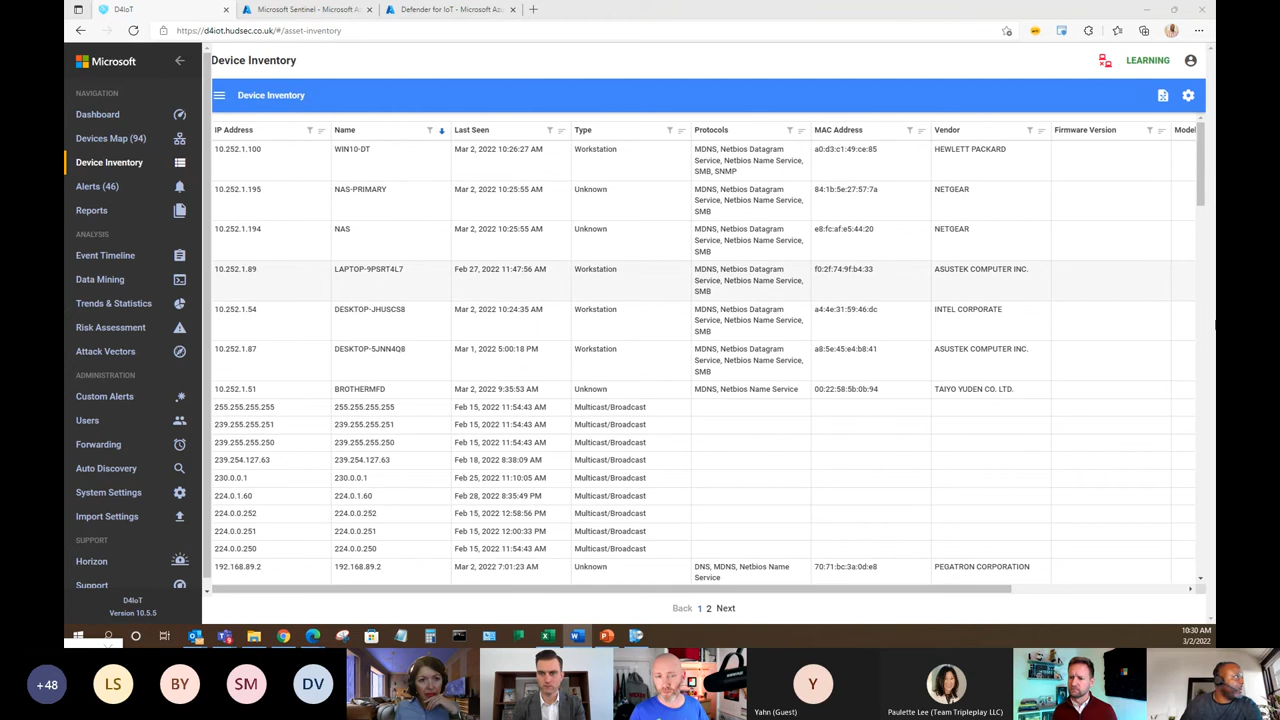 D4IoT
Microsoft Sentinel - Microsoft Az
Defender for IoT - Microsoft Azu
https://d4iot.hudsec.co.uk/#/asset-inventory
Microsoft
Device Inventory
LEARNING
Device Inventory
NAVIGATION
Dashboard
Devices Map (94)
Device Inventory
Alerts (46)
Reports
ANALYSIS
Event Timeline
Data Mining
Trends & Statistics
Risk Assessment
Attack Vectors
ADMINISTRATION
Custom Alerts
Users
Forwarding
Auto Discovery
System Settings
Import Settings
SUPPORT
Horizon
Support
D4IoT
Version 10.5.5
IP Address Name Last Seen Type Protocols MAC Address Vendor Firmware Version Model
10.252.1.100 WIN10-DT Mar 2, 2022 10:26:27 AM Workstation MDNS, Netbios Datagram a0:d3:c1:49:ce:85 HEWLETT PACKARD
Service, Netbios Name Service,
SMB, SNMP
10.252.1.195 NAS-PRIMARY Mar 2, 2022 10:25:55 AM Unknown MDNS, Netbios Datagram 84:1b:5e:27:57:7a NETGEAR
Service, Netbios Name Service,
SMB
10.252.1.194 NAS Mar 2, 2022 10:25:55 AM Unknown MDNS, Netbios Datagram e8:fc:af:e5:44:20 NETGEAR
Service, Netbios Name Service,
SMB
10.252.1.89 LAPTOP-9PSRT4L7 Feb 27, 2022 11:47:56 AM Workstation MDNS, Netbios Datagram f0:2f:74:9f:b4:33 ASUSTEK COMPUTER INC.
Service, Netbios Name Service,
SMB
10.252.1.54 DESKTOP-JHUSCS8 Mar 2, 2022 10:24:35 AM Workstation MDNS, Netbios Datagram a4:4e:31:59:46:dc INTEL CORPORATE
Service, Netbios Name Service,
SMB
10.252.1.87 DESKTOP-5JNN4Q8 Mar 1, 2022 5:00:18 PM Workstation MDNS, Netbios Datagram a8:5e:45:e4:b8:41 ASUSTEK COMPUTER INC.
Service, Netbios Name Service,
SMB
10.252.1.51 BROTHERMFD Mar 2, 2022 9:35:53 AM Unknown MDNS, Netbios Name Service 00:22:58:5b:0b:94 TAIYO YUDEN CO. LTD.
255.255.255.255 255.255.255.255 Feb 15, 2022 11:54:43 AM Multicast/Broadcast
239.255.255.251 239.255.255.251 Feb 15, 2022 11:54:43 AM Multicast/Broadcast
239.255.255.250 239.255.255.250 Feb 15, 2022 11:54:43 AM Multicast/Broadcast
239.254.127.63 239.254.127.63 Feb 18, 2022 8:38:09 AM Multicast/Broadcast
230.0.0.1 230.0.0.1 Feb 25, 2022 11:10:05 AM Multicast/Broadcast
224.0.1.60 224.0.1.60 Feb 28, 2022 8:35:49 PM Multicast/Broadcast
224.0.0.252 224.0.0.252 Feb 15, 2022 12:58:56 PM Multicast/Broadcast
224.0.0.251 224.0.0.251 Feb 15, 2022 12:00:33 PM Multicast/Broadcast
224.0.0.250 224.0.0.250 Feb 15, 2022 11:54:43 AM Multicast/Broadcast
192.168.89.2 192.168.89.2 Mar 2, 2022 7:01:23 AM Unknown DNS, MDNS, Netbios Name 70:71:bc:3a:0d:e8 PEGATRON CORPORATION
Service
Back 1 2 Next
10:30 AM
3/2/2022
+48
LS
BY
SM
DV
Y
Yahn (Guest)
Paulette Lee (Team Tripleplay LLC)